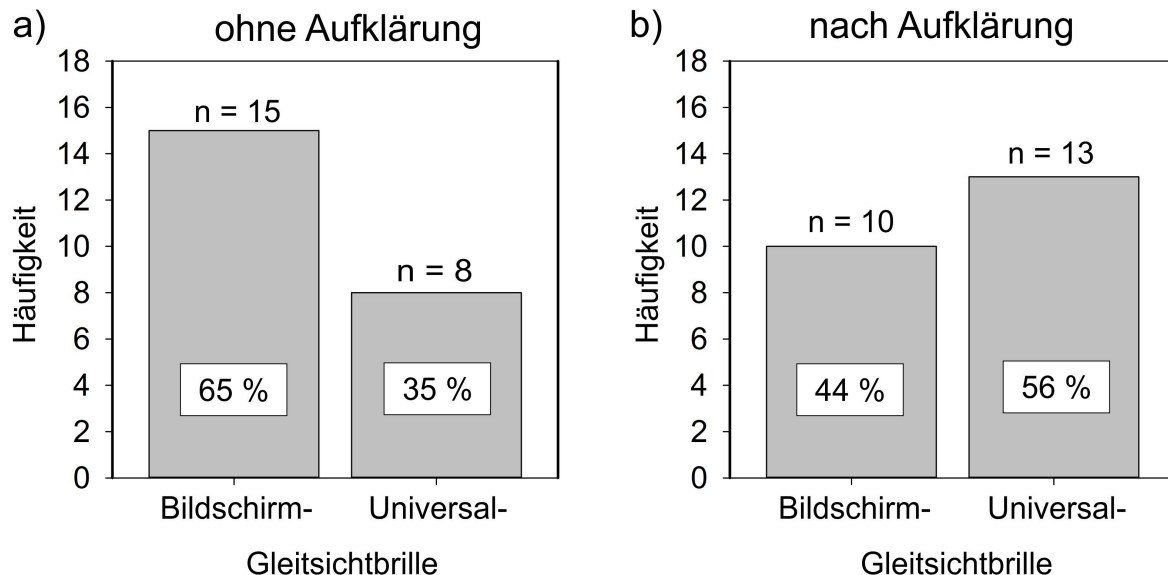 a)
ohne Aufklärung
18
16
14
12
10
8
6
4
2
0
Häufigkeit
n = 15
n = 8
65 %
35 %
Bildschirm-
Universal-
Gleitsichtbrille
b)
nach Aufklärung
18
16
14
12
10
8
6
4
2
0
Häufigkeit
n = 10
n = 13
44 %
56 %
Bildschirm-
Universal-
Gleitsichtbrille